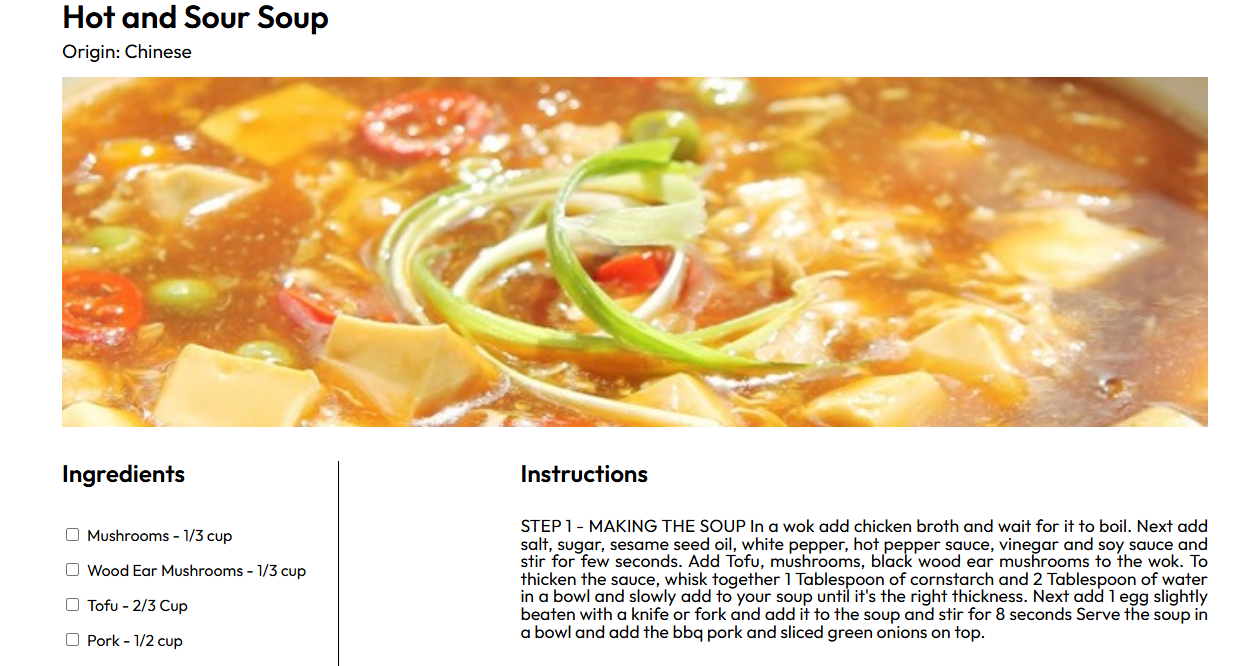 Hot and Sour Soup
Origin: Chinese
Ingredients
Mushrooms - 1/3 cup
Wood Ear Mushrooms - 1/3 cup
Tofu - 2/3 Cup
Pork - 1/2 cup
Instructions
STEP 1 - MAKING THE SOUP In a wok add chicken broth and wait for it to boil. Next add
salt, sugar, sesame seed oil, white pepper, hot pepper sauce, vinegar and soy sauce and
stir for few seconds. Add Tofu, mushrooms, black wood ear mushrooms to the wok. To
thicken the sauce, whisk together 1 Tablespoon of cornstarch and 2 Tablespoon of water
in a bowl and slowly add to your soup until it's the right thickness. Next add 1 egg slightly
beaten with a knife or fork and add it to the soup and stir for 8 seconds Serve the soup in
a bowl and add the bbq pork and sliced green onions on top.